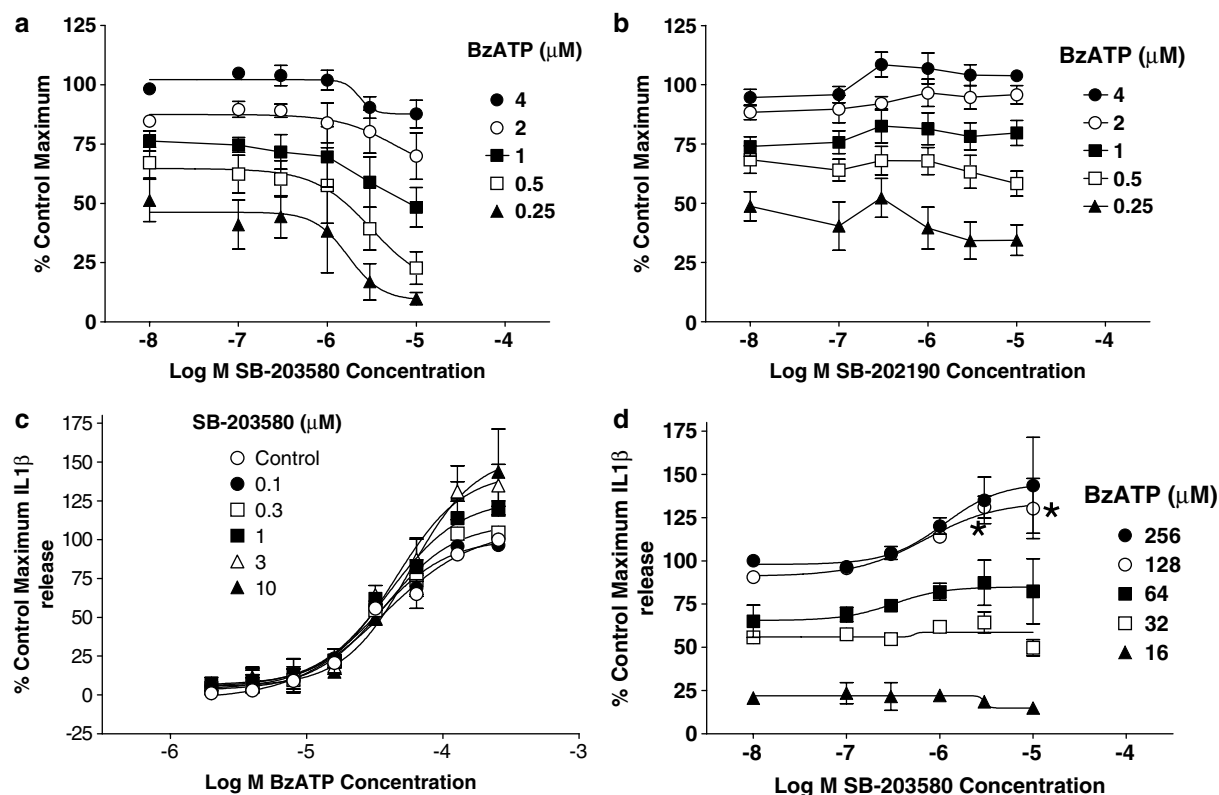 a
125
100
75
50
25
0
% Control Maximum
-8 -7 -6 -5 -4
Log M SB-203580 Concentration
BzATP (μM)
4
2
1
0.5
0.25
b
125
100
75
50
25
0
% Control Maximum
-8 -7 -6 -5 -4
Log M SB-202190 Concentration
BzATP (μM)
4
2
1
0.5
0.25
c
175
150
125
100
75
50
25
0
-25
% Control Maximum IL1β
release
SB-203580 (μM)
Control
0.1
0.3
1
3
10
-6 -5 -4 -3
Log M BzATP Concentration
d
175
150
125
100
75
50
25
0
% Control Maximum IL1β
release
* *
-8 -7 -6 -5 -4
Log M SB-203580 Concentration
BzATP (μM)
256
128
64
32
16